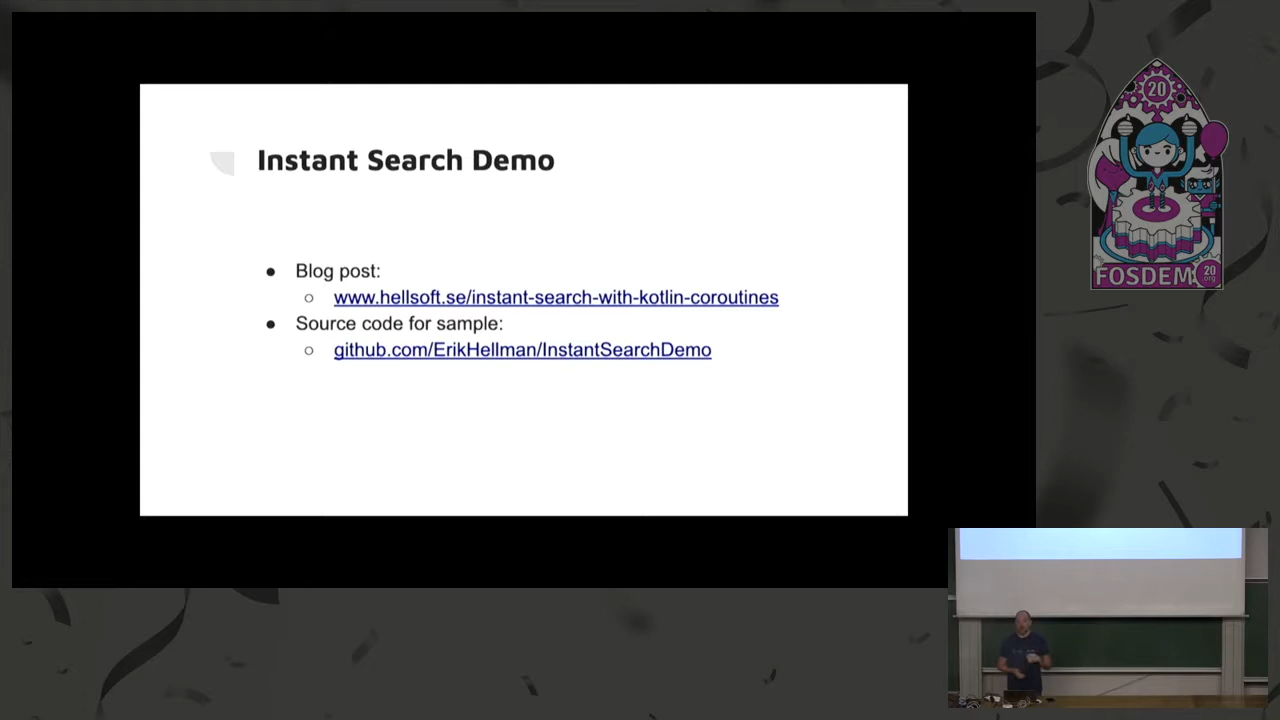 Instant Search Demo
● Blog post:
○ www.hellsoft.se/instant-search-with-kotlin-coroutines
● Source code for sample:
○ github.com/ErikHellman/InstantSearchDemo
20
FOSDEM 20
.org